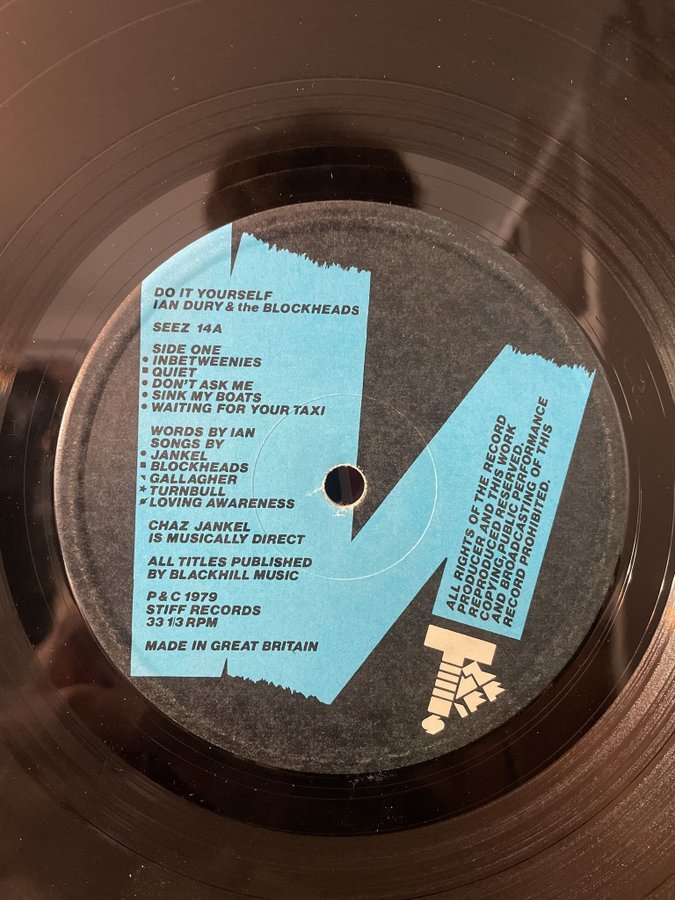 DO IT YOURSELF
IAN DURY & the BLOCKHEADS
SEEZ 14A
SIDE ONE
● INBETWEENIES
■ QUIET
● DON'T ASK ME
● SINK MY BOATS
● WAITING FOR YOUR TAXI
WORDS BY IAN
SONGS BY
● JANKEL
■ BLOCKHEADS
◥ GALLAGHER
★ TURNBULL
LOVING AWARENESS
CHAZ JANKEL
IS MUSICALLY DIRECT
ALL TITLES PUBLISHED
BY BLACKHILL MUSIC
P & C 1979
STIFF RECORDS
33 1/3 RPM
MADE IN GREAT BRITAIN
ALL RIGHTS OF THE RECORD
PRODUCER AND THIS WORK
REPRODUCED RESERVED.
COPYING, PUBLIC PERFORMANCE
AND BROADCASTING OF THIS
RECORD PROHIBITED.